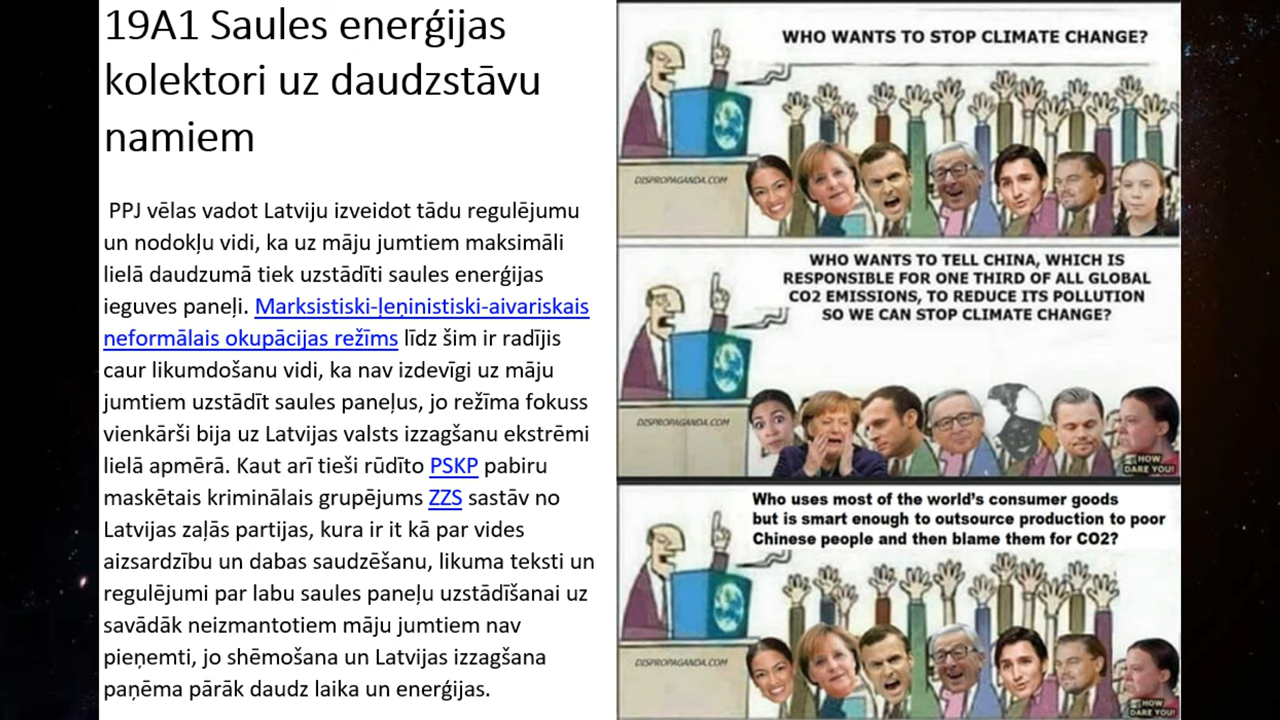 19A1 Saules enerģijas
kolektori uz daudzstāvu
namiem
PPJ vēlas vadot Latviju izveidot tādu regulējumu
un nodokļu vidi, ka uz māju jumtiem maksimāli
lielā daudzumā tiek uzstādīti saules enerģijas
ieguves paneļi. Marksistiski-ļeņinistiski-aivariskais
neformālais okupācijas režīms līdz šim ir radījis
caur likumdošanu vidi, ka nav izdevīgi uz māju
jumtiem uzstādīt saules paneļus, jo režīma fokuss
vienkārši bija uz Latvijas valsts izzagšanu ekstrēmi
lielā apmērā. Kaut arī tieši rūdīto PSKP pabiru
maskētais kriminālais grupējums ZZS sastāv no
Latvijas zaļās partijas, kura ir it kā par vides
aizsardzību un dabas saudzēšanu, likuma teksti un
regulējumi par labu saules paneļu uzstādīšanai uz
savādāk neizmantotiem māju jumtiem nav
pieņemti, jo shēmošana un Latvijas izzagšana
paņēma pārāk daudz laika un enerģijas.
WHO WANTS TO STOP CLIMATE CHANGE?
DISPROPAGANDA.COM
WHO WANTS TO TELL CHINA, WHICH IS
RESPONSIBLE FOR ONE THIRD OF ALL GLOBAL
CO2 EMISSIONS, TO REDUCE ITS POLLUTION
SO WE CAN STOP CLIMATE CHANGE?
DISPROPAGANDA.COM
HOW
DARE YOU!
Who uses most of the world's consumer goods
but is smart enough to outsource production to poor
Chinese people and then blame them for CO2?
DISPROPAGANDA.COM
HOW
DARE YOU!